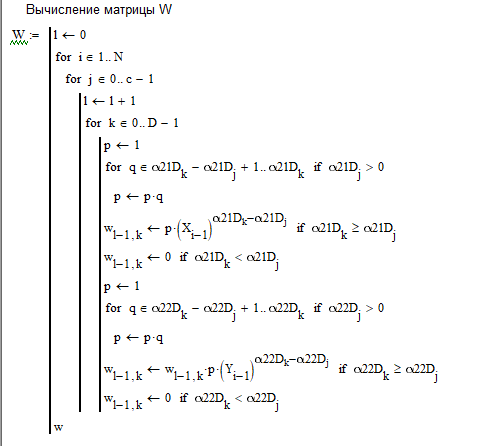 Вычисление матрицы W
W := l ← 0
for i ∈ 1.. N
for j ∈ 0.. c − 1
l ← l + 1
for k ∈ 0.. D − 1
p ← 1
for q ∈ α21D_k − α21D_j + 1.. α21D_k if α21D_j > 0
p ← p·q
w_{l−1,k} ← p·(X_{i−1})^{α21D_k−α21D_j} if α21D_k ≥ α21D_j
w_{l−1,k} ← 0 if α21D_k < α21D_j
p ← 1
for q ∈ α22D_k − α22D_j + 1.. α22D_k if α22D_j > 0
p ← p·q
w_{l−1,k} ← w_{l−1,k}·p·(Y_{i−1})^{α22D_k−α22D_j} if α22D_k ≥ α22D_j
w_{l−1,k} ← 0 if α22D_k < α22D_j
w